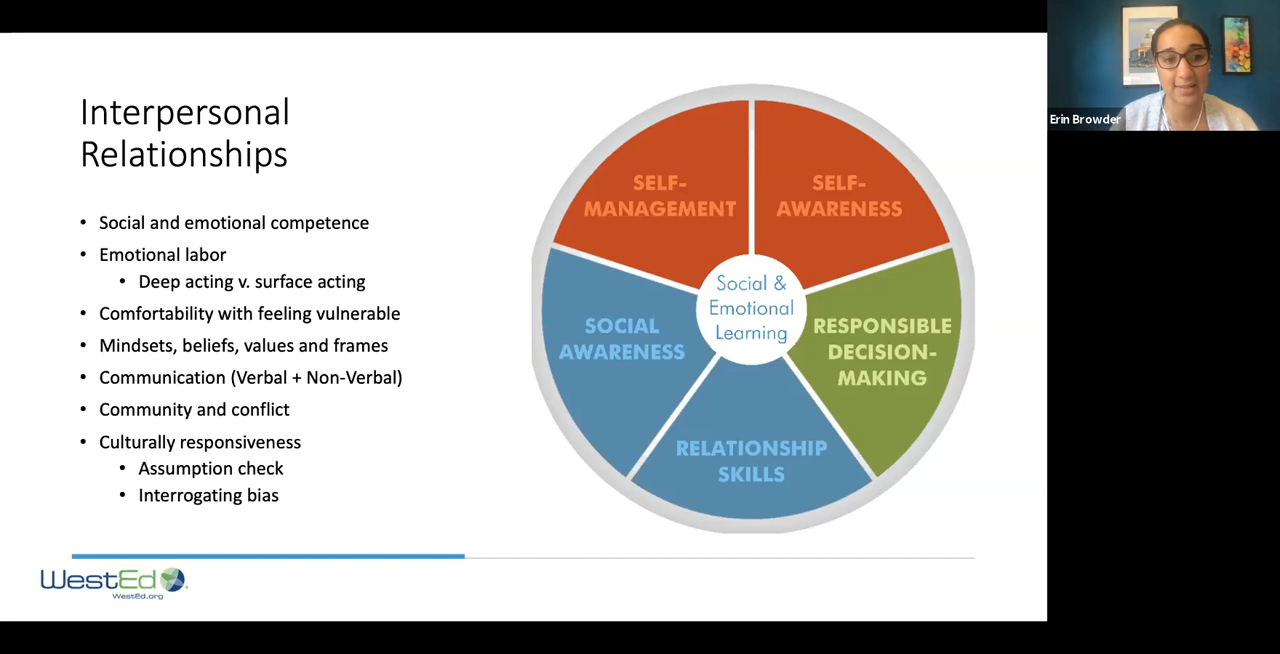 Interpersonal
Relationships
• Social and emotional competence
• Emotional labor
• Deep acting v. surface acting
• Comfortability with feeling vulnerable
• Mindsets, beliefs, values and frames
• Communication (Verbal + Non-Verbal)
• Community and conflict
• Culturally responsiveness
• Assumption check
• Interrogating bias
SELF-
MANAGEMENT
SELF-
AWARENESS
Social &
Emotional
Learning
SOCIAL
AWARENESS
RESPONSIBLE
DECISION-
MAKING
RELATIONSHIP
SKILLS
WestEd
WestEd.org
Erin Browder